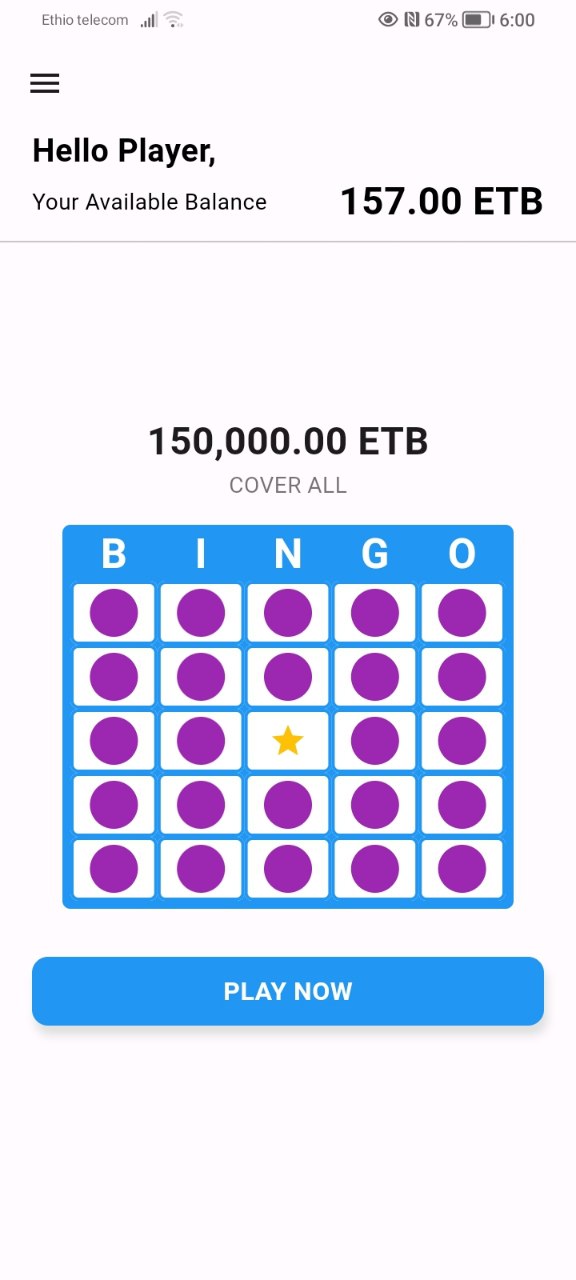 Ethio telecom 67% 6:00
Hello Player,
Your Available Balance 157.00 ETB
150,000.00 ETB
COVER ALL
B I N G O
PLAY NOW